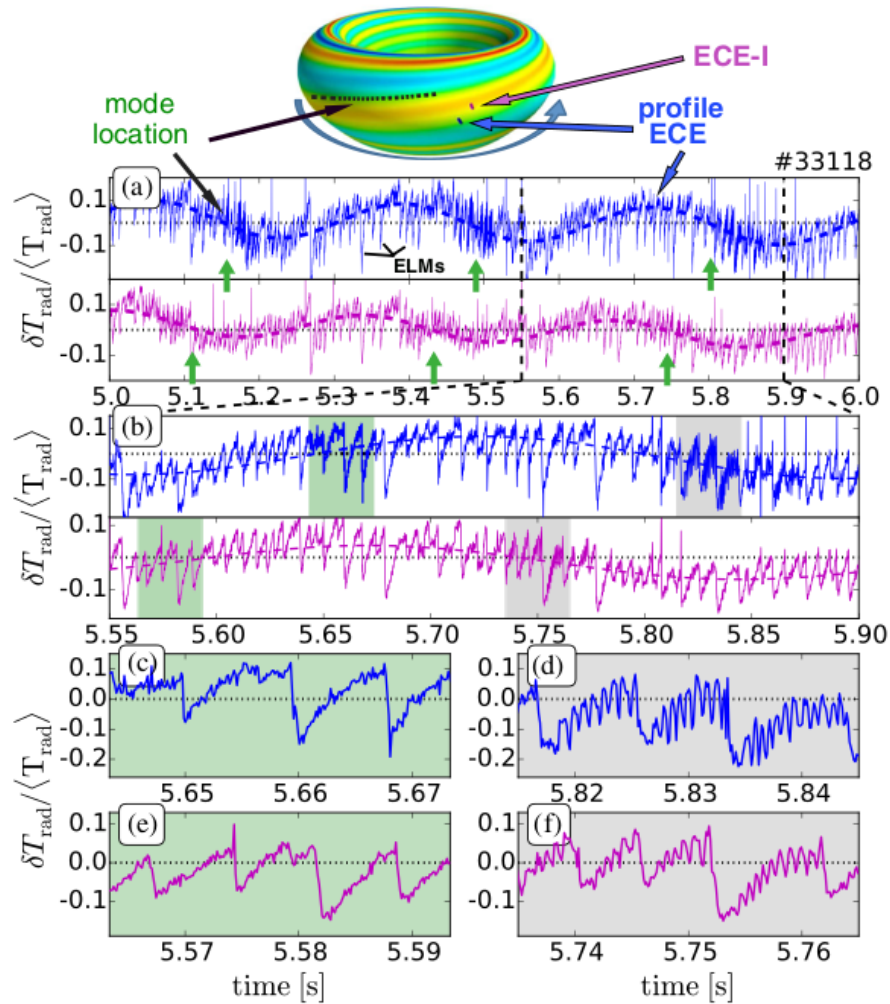 ECE-I
mode
location
profile
ECE
#33118
(a)
0.1
-0.1
ELMs
0.1
-0.1
δT_rad/⟨T_rad⟩
5.0 5.1 5.2 5.3 5.4 5.5 5.6 5.7 5.8 5.9 6.0
(b)
0.1
-0.1
0.1
-0.1
δT_rad/⟨T_rad⟩
5.55 5.60 5.65 5.70 5.75 5.80 5.85 5.90
(c)
0.1
0.0
-0.1
-0.2
5.65 5.66 5.67
(d)
0.1
0.0
-0.1
-0.2
5.82 5.83 5.84
δT_rad/⟨T_rad⟩
(e)
0.1
0.0
-0.1
5.57 5.58 5.59
time [s]
(f)
0.1
0.0
-0.1
5.74 5.75 5.76
time [s]